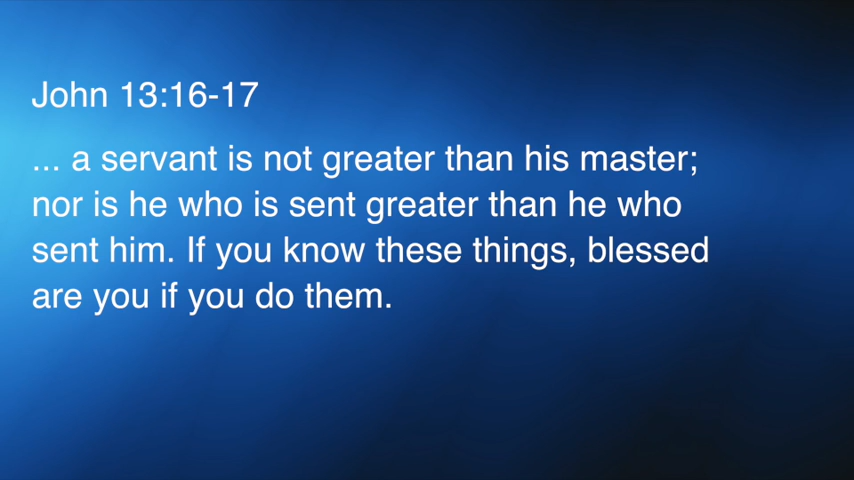 John 13:16-17
... a servant is not greater than his master;
nor is he who is sent greater than he who
sent him. If you know these things, blessed
are you if you do them.